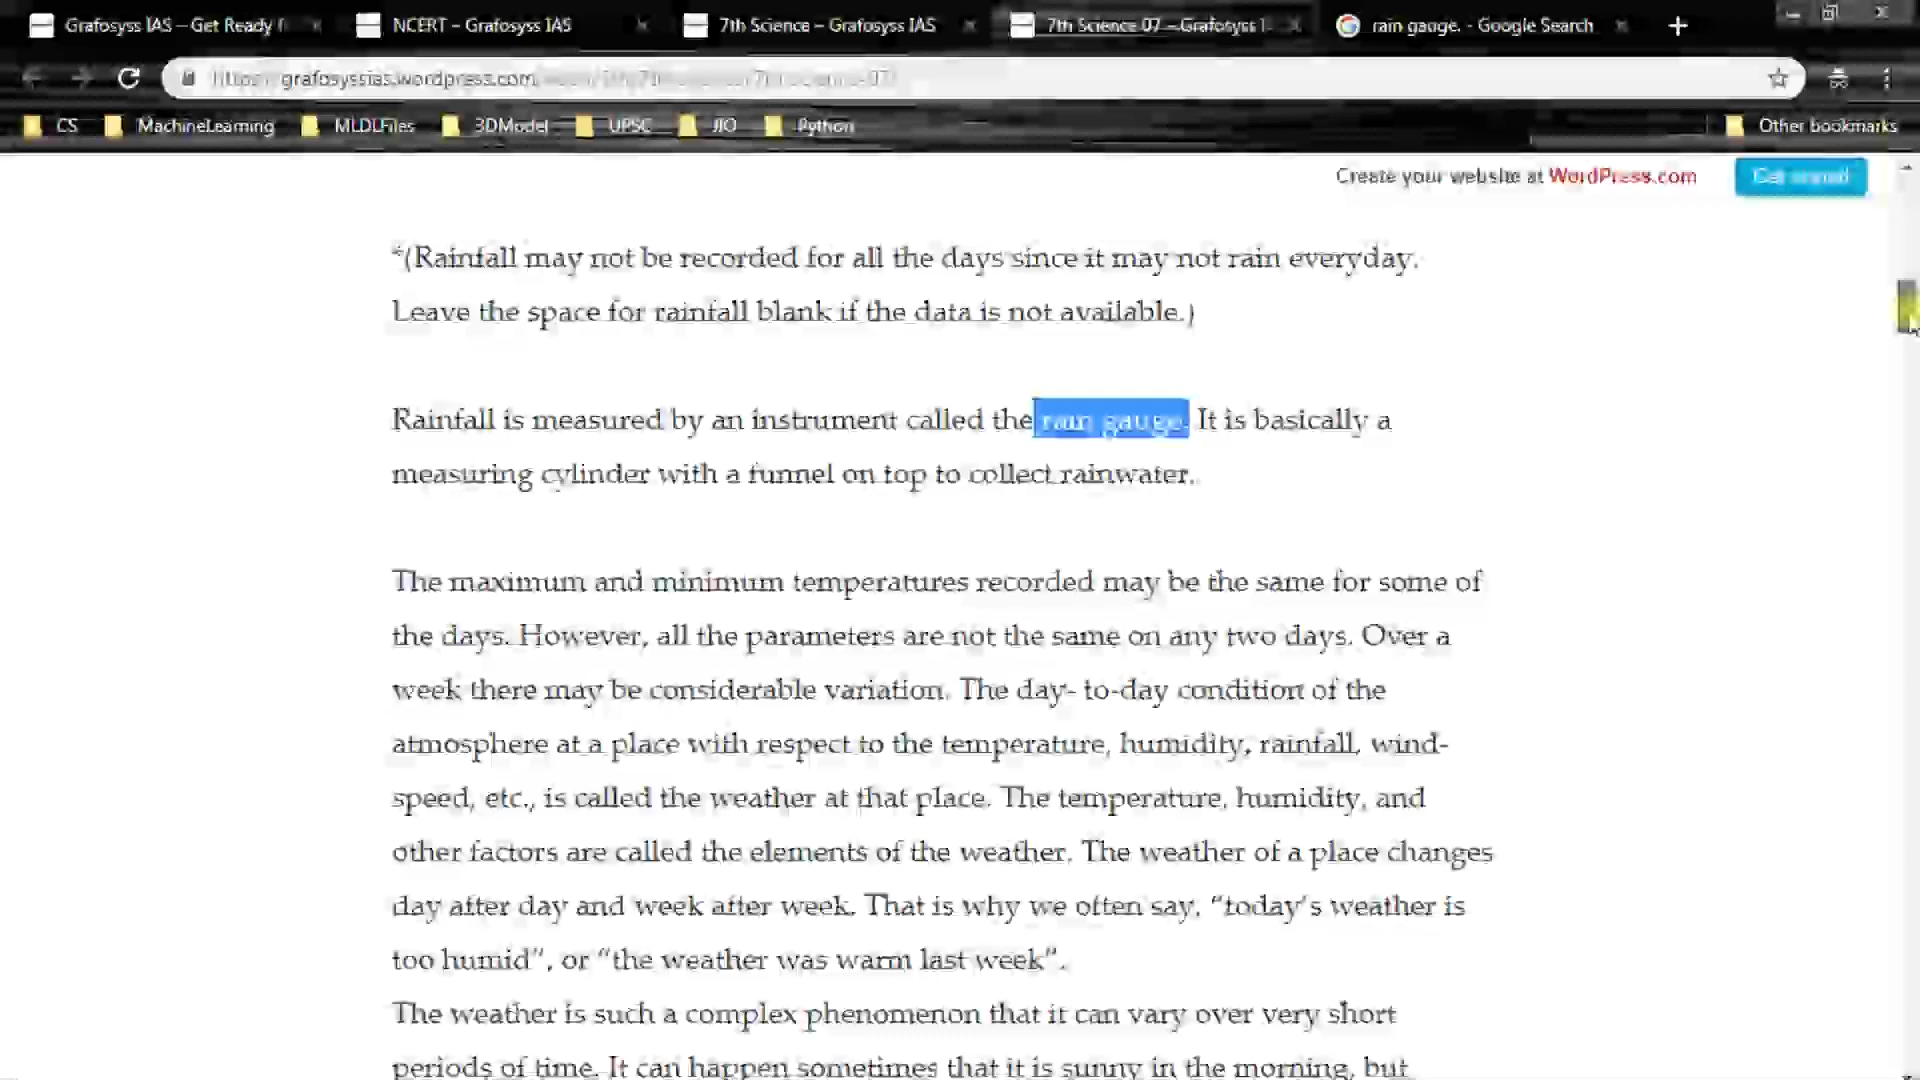 Grafosyss IAS – Get Ready
NCERT – Grafosyss IAS
7th Science – Grafosyss IAS
7th Science 07 – Grafosyss I
rain gauge. - Google Search
grafosyssias.wordpress.com
CS
MachineLearning
MLDLFiles
3DModel
UPSC
JIO
Python
Other bookmarks
Create your website at WordPress.com
Get started
*(Rainfall may not be recorded for all the days since it may not rain everyday.
Leave the space for rainfall blank if the data is not available.)
Rainfall is measured by an instrument called the rain gauge. It is basically a
measuring cylinder with a funnel on top to collect rainwater.
The maximum and minimum temperatures recorded may be the same for some of
the days. However, all the parameters are not the same on any two days. Over a
week there may be considerable variation. The day- to-day condition of the
atmosphere at a place with respect to the temperature, humidity, rainfall, wind-
speed, etc., is called the weather at that place. The temperature, humidity, and
other factors are called the elements of the weather. The weather of a place changes
day after day and week after week. That is why we often say, “today’s weather is
too humid”, or “the weather was warm last week”.
The weather is such a complex phenomenon that it can vary over very short
periods of time. It can happen sometimes that it is sunny in the morning, but